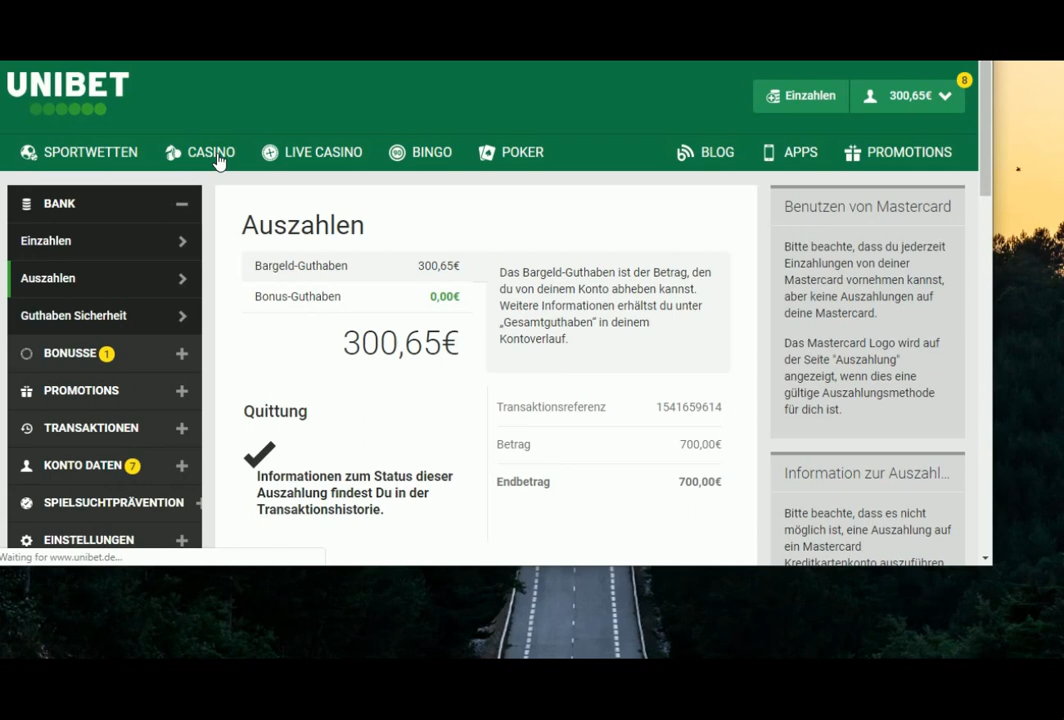 UNIBET
Einzahlen
300,65€
8
SPORTWETTEN
CASINO
LIVE CASINO
BINGO
POKER
BLOG
APPS
PROMOTIONS
BANK
Einzahlen
Auszahlen
Guthaben Sicherheit
BONUSSE 1
PROMOTIONS
TRANSAKTIONEN
KONTO DATEN 7
SPIELSUCHTPRÄVENTION
EINSTELLUNGEN
Waiting for www.unibet.de...
Auszahlen
Bargeld-Guthaben 300,65€
Bonus-Guthaben 0,00€
300,65€
Das Bargeld-Guthaben ist der Betrag, den
du von deinem Konto abheben kannst.
Weitere Informationen erhältst du unter
„Gesamtguthaben“ in deinem
Kontoverlauf.
Quittung
Informationen zum Status dieser
Auszahlung findest Du in der
Transaktionshistorie.
Transaktionsreferenz 1541659614
Betrag 700,00€
Endbetrag 700,00€
Benutzen von Mastercard
Bitte beachte, dass du jederzeit
Einzahlungen von deiner
Mastercard vornehmen kannst,
aber keine Auszahlungen auf
deine Mastercard.
Das Mastercard Logo wird auf
der Seite "Auszahlung"
angezeigt, wenn dies eine
gültige Auszahlungsmethode
für dich ist.
Information zur Auszahl...
Bitte beachte, dass es nicht
möglich ist, eine Auszahlung auf
ein Mastercard
Kreditkartenkonto auszuführen